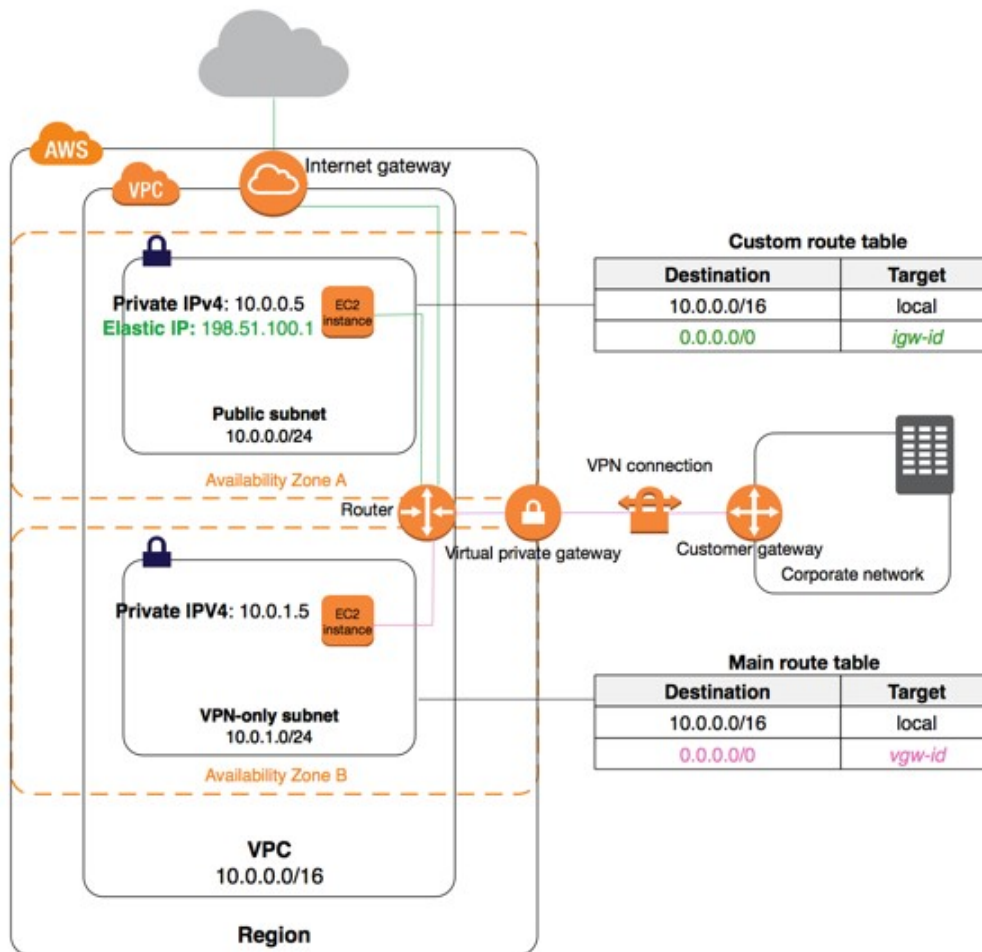 AWS
Internet gateway
VPC
Private IPv4: 10.0.0.5
Elastic IP: 198.51.100.1
EC2
instance
Public subnet
10.0.0.0/24
Availability Zone A
Custom route table
Destination Target
10.0.0.0/16 local
0.0.0.0/0 igw-id
Router
Virtual private gateway
VPN connection
Customer gateway
Corporate network
Private IPV4: 10.0.1.5
EC2
instance
VPN-only subnet
10.0.1.0/24
Availability Zone B
Main route table
Destination Target
10.0.0.0/16 local
0.0.0.0/0 vgw-id
VPC
10.0.0.0/16
Region